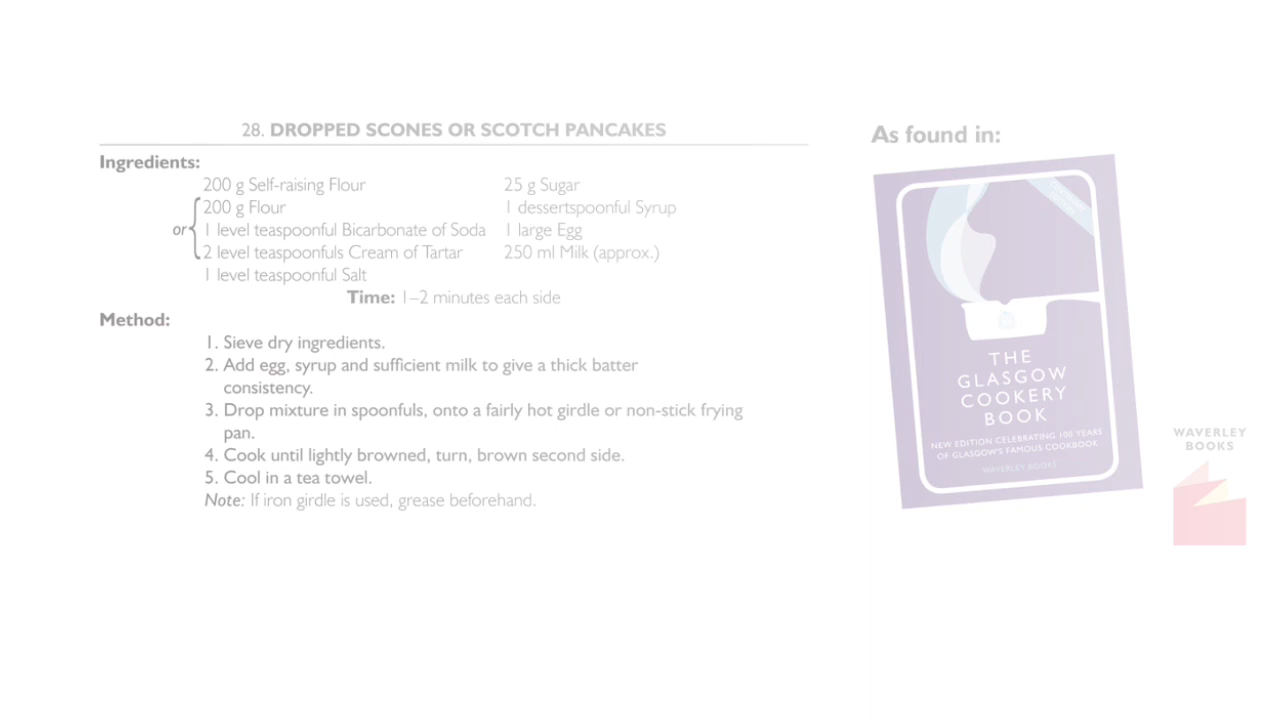 28. DROPPED SCONES OR SCOTCH PANCAKES
Ingredients:
200 g Self-raising Flour
or
200 g Flour
1 level teaspoonful Bicarbonate of Soda
2 level teaspoonfuls Cream of Tartar
1 level teaspoonful Salt
25 g Sugar
1 dessertspoonful Syrup
1 large Egg
250 ml Milk (approx.)
Time: 1–2 minutes each side
Method:
1. Sieve dry ingredients.
2. Add egg, syrup and sufficient milk to give a thick batter
consistency.
3. Drop mixture in spoonfuls, onto a fairly hot girdle or non-stick frying
pan.
4. Cook until lightly browned, turn, brown second side.
5. Cool in a tea towel.
Note: If iron girdle is used, grease beforehand.
As found in:
THE
GLASGOW
COOKERY
BOOK
NEW EDITION CELEBRATING 100 YEARS
OF GLASGOW'S FAMOUS COOKBOOK
WAVERLEY BOOKS
WAVERLEY
BOOKS